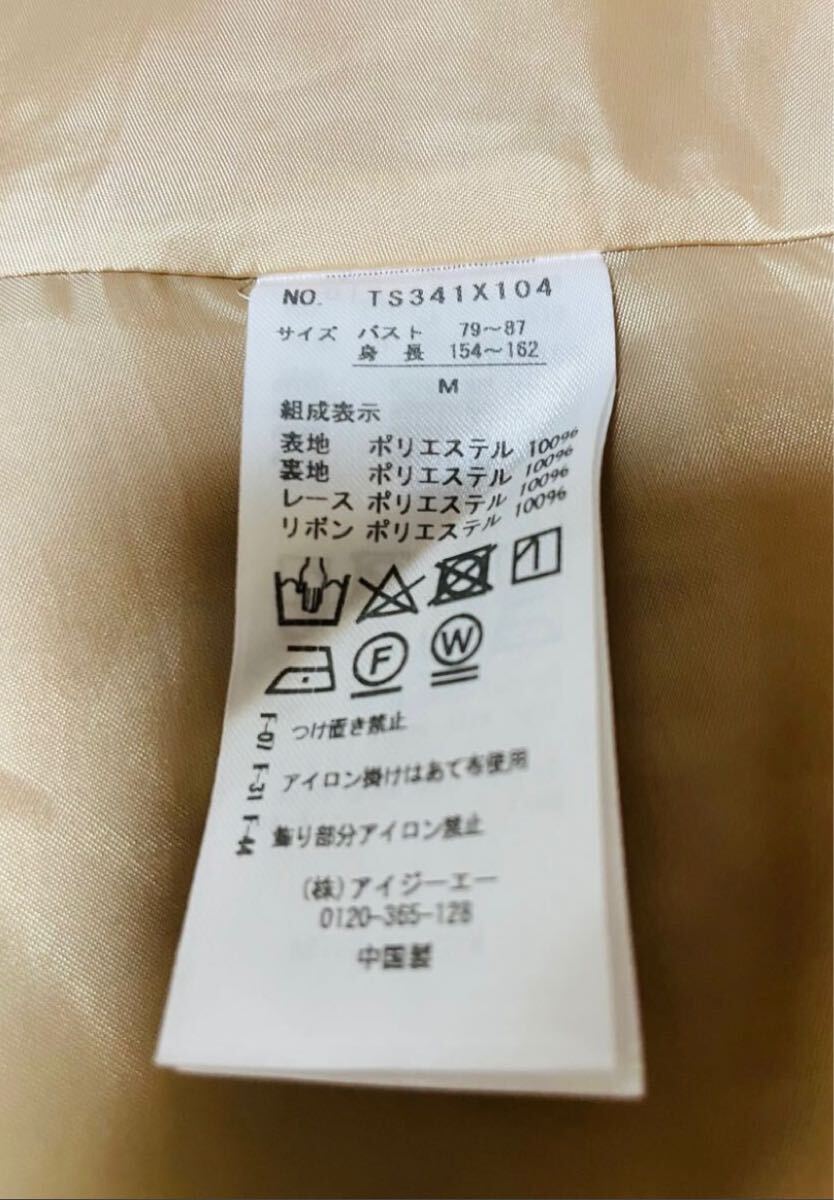 NO. TS341X104
サイズ バスト 79～87
身長 154～162
M
組成表示
表地 ポリエステル 100%
裏地 ポリエステル 100%
レース ポリエステル 100%
リボン ポリエステル 100%
F W
F-07 F-31 F-44
つけ置き禁止
アイロン掛けはあて布使用
飾り部分アイロン禁止
(株)アイジーエー
0120-365-128
中国製